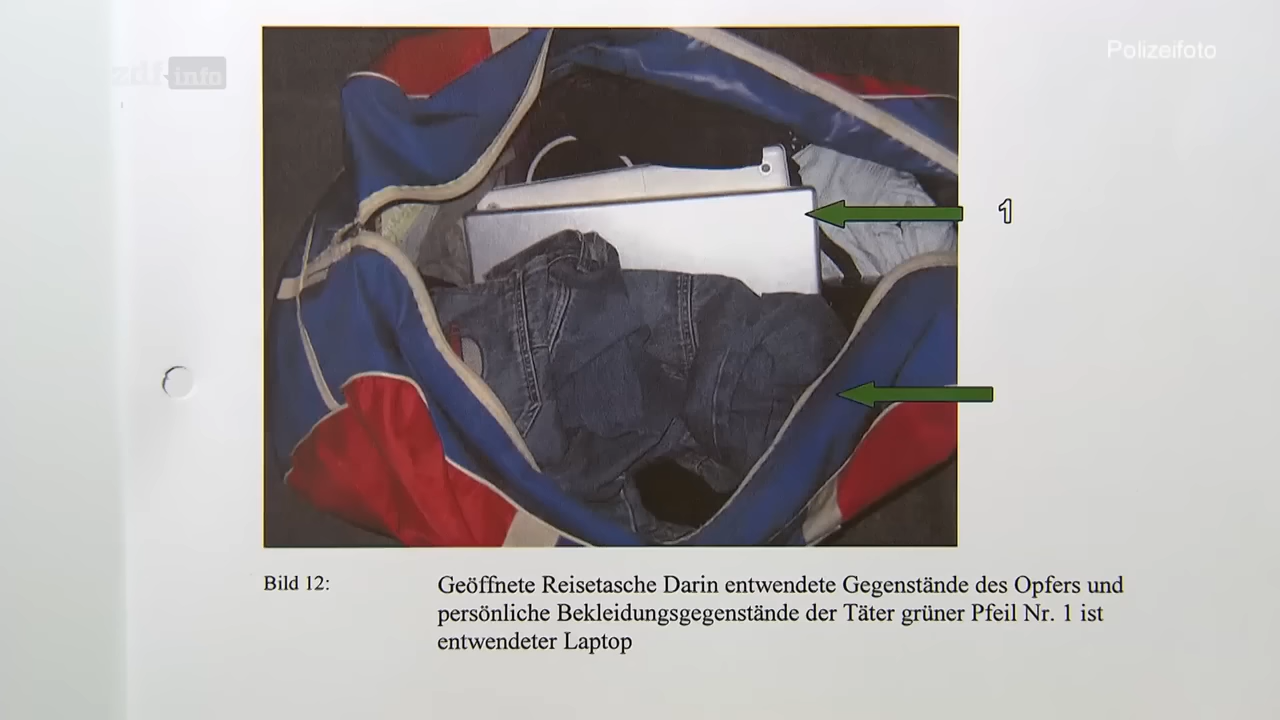 zdf info
Polizeifoto
1
Bild 12:
Geöffnete Reisetasche Darin entwendete Gegenstände des Opfers und
persönliche Bekleidungsgegenstände der Täter grüner Pfeil Nr. 1 ist
entwendeter Laptop